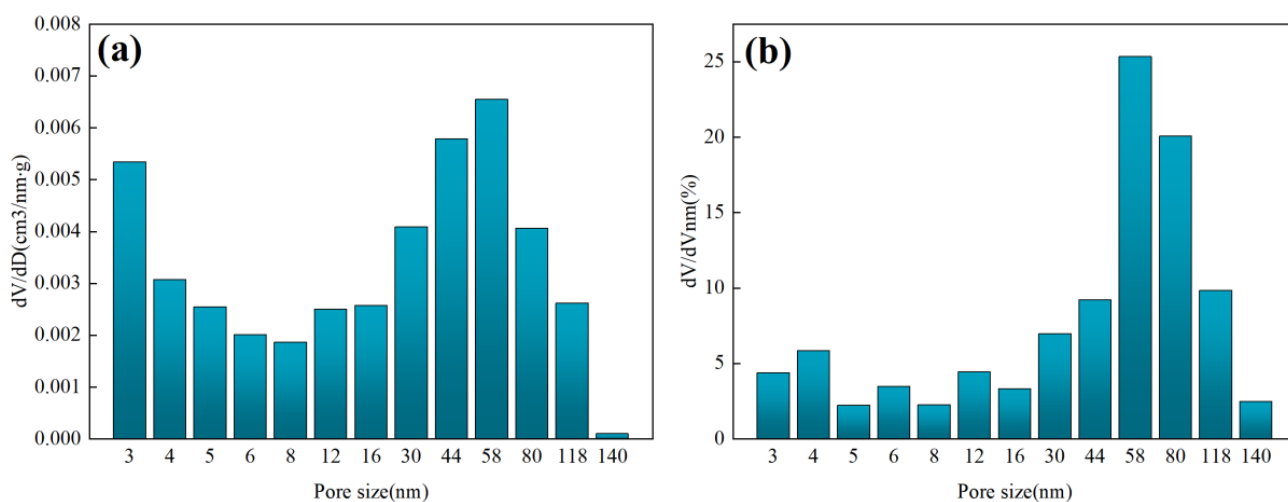 (a)
0.008
0.007
0.006
0.005
0.004
0.003
0.002
0.001
0.000
dV/dD(cm3/nm·g)
3 4 5 6 8 12 16 30 44 58 80 118 140
Pore size(nm)
(b)
25
20
15
10
5
0
dV/dVnm(%)
3 4 5 6 8 12 16 30 44 58 80 118 140
Pore size(nm)